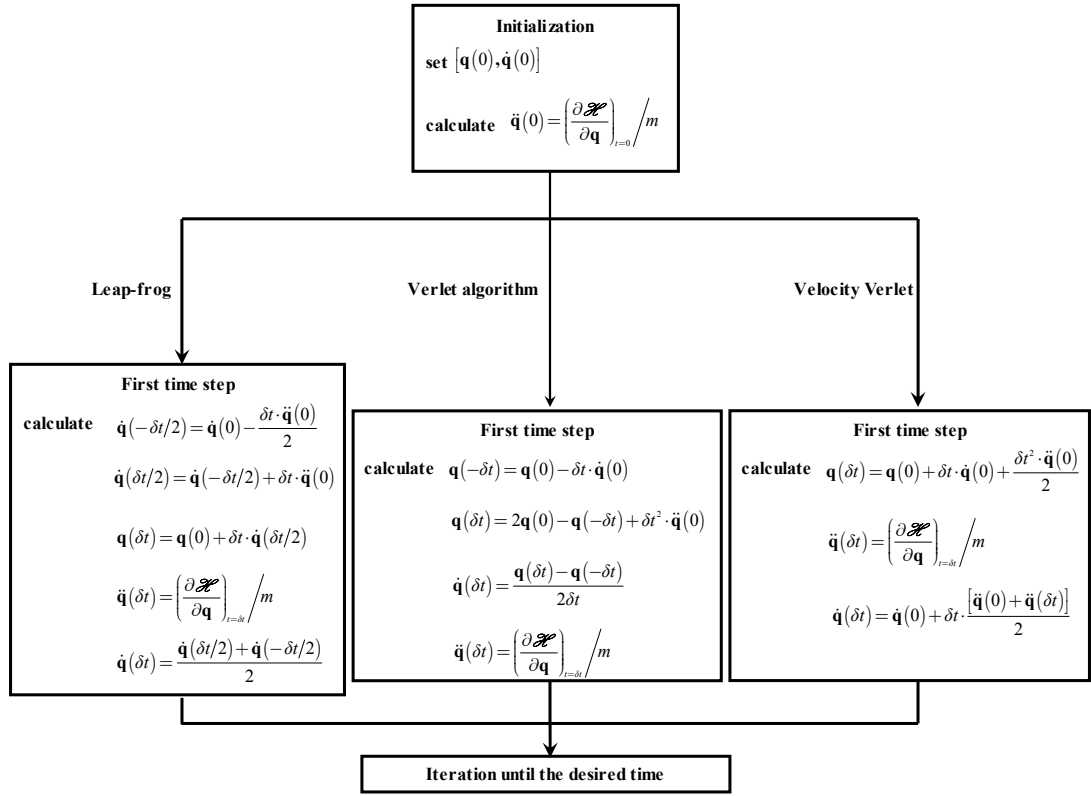 Initialization
set [q(0),q̇(0)]
calculate q̈(0)=(∂ℋ/∂q)_{t=0}/m
Leap-frog
Verlet algorithm
Velocity Verlet
First time step
calculate q̇(−δt/2)=q̇(0)−δt·q̈(0)/2
q̇(δt/2)=q̇(−δt/2)+δt·q̈(0)
q(δt)=q(0)+δt·q̇(δt/2)
q̈(δt)=(∂ℋ/∂q)_{t=δt}/m
q̇(δt)=(q̇(δt/2)+q̇(−δt/2))/2
First time step
calculate q(−δt)=q(0)−δt·q̇(0)
q(δt)=2q(0)−q(−δt)+δt²·q̈(0)
q̇(δt)=(q(δt)−q(−δt))/2δt
q̈(δt)=(∂ℋ/∂q)_{t=δt}/m
First time step
calculate q(δt)=q(0)+δt·q̇(0)+δt²·q̈(0)/2
q̈(δt)=(∂ℋ/∂q)_{t=δt}/m
q̇(δt)=q̇(0)+δt·[q̈(0)+q̈(δt)]/2
Iteration until the desired time